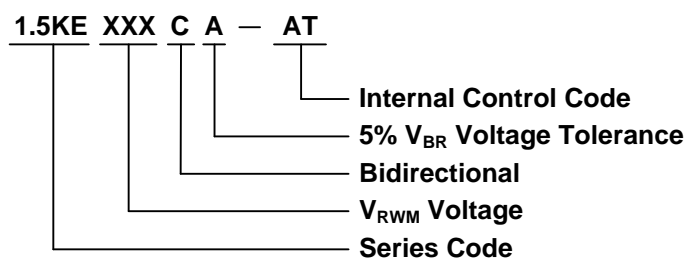 1.5KE XXX C A – AT
Internal Control Code
5% VBR Voltage Tolerance
Bidirectional
VRWM Voltage
Series Code